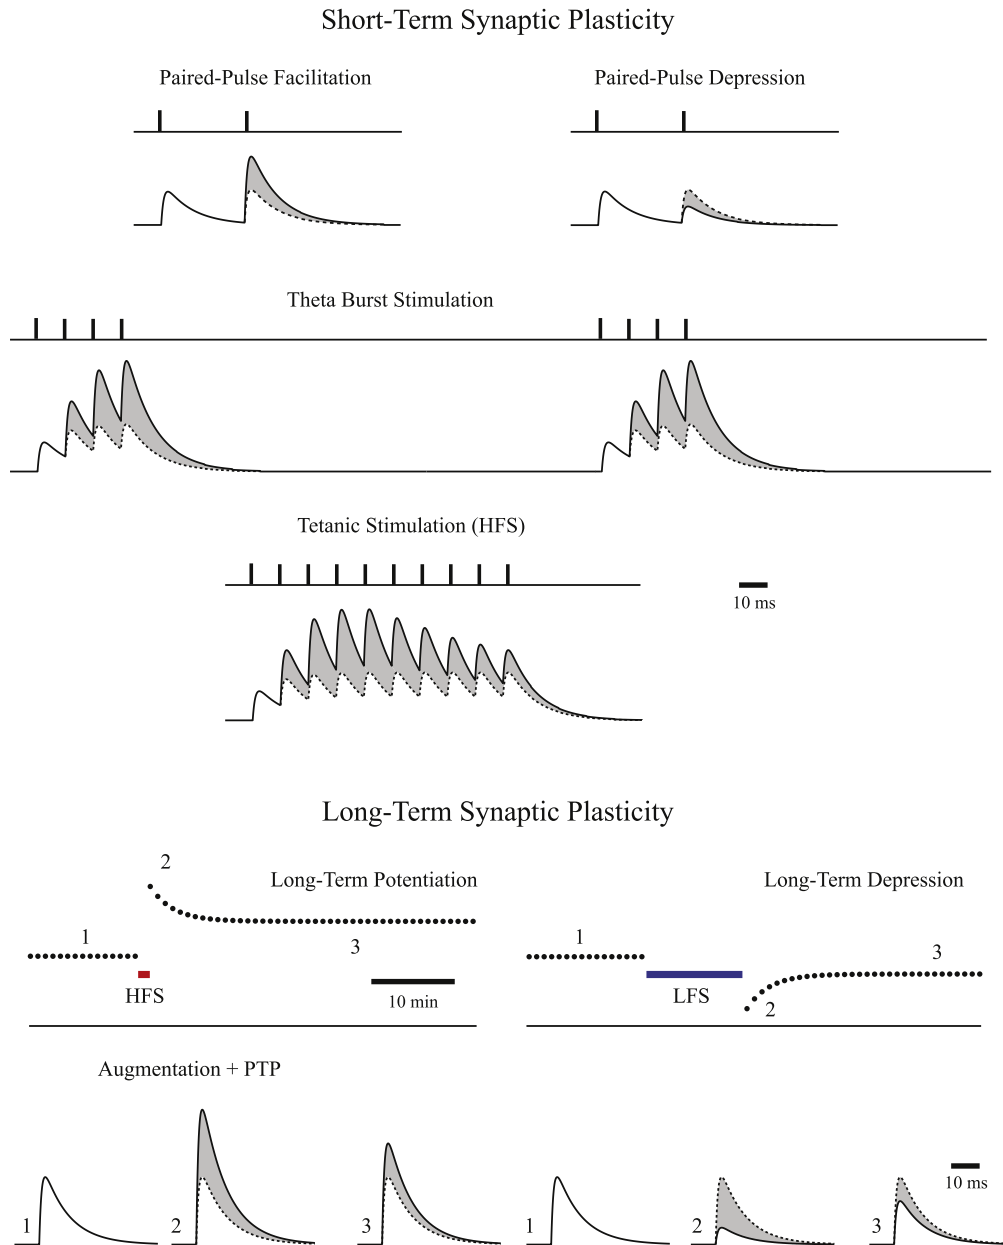 Short-Term Synaptic Plasticity
Paired-Pulse Facilitation
Paired-Pulse Depression
Theta Burst Stimulation
Tetanic Stimulation (HFS)
10 ms
Long-Term Synaptic Plasticity
2
Long-Term Potentiation
1
3
HFS
10 min
Long-Term Depression
1
3
LFS
2
Augmentation + PTP
10 ms
1
2
3
1
2
3